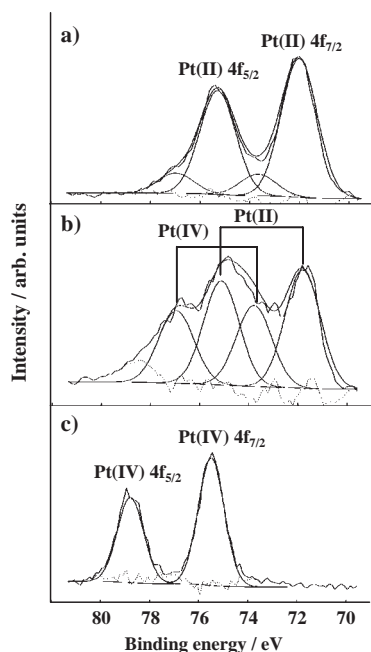 a)
Pt(II) 4f7/2
Pt(II) 4f5/2
b)
Pt(II)
Pt(IV)
c)
Pt(IV) 4f7/2
Pt(IV) 4f5/2
Intensity / arb. units
80 78 76 74 72 70
Binding energy / eV